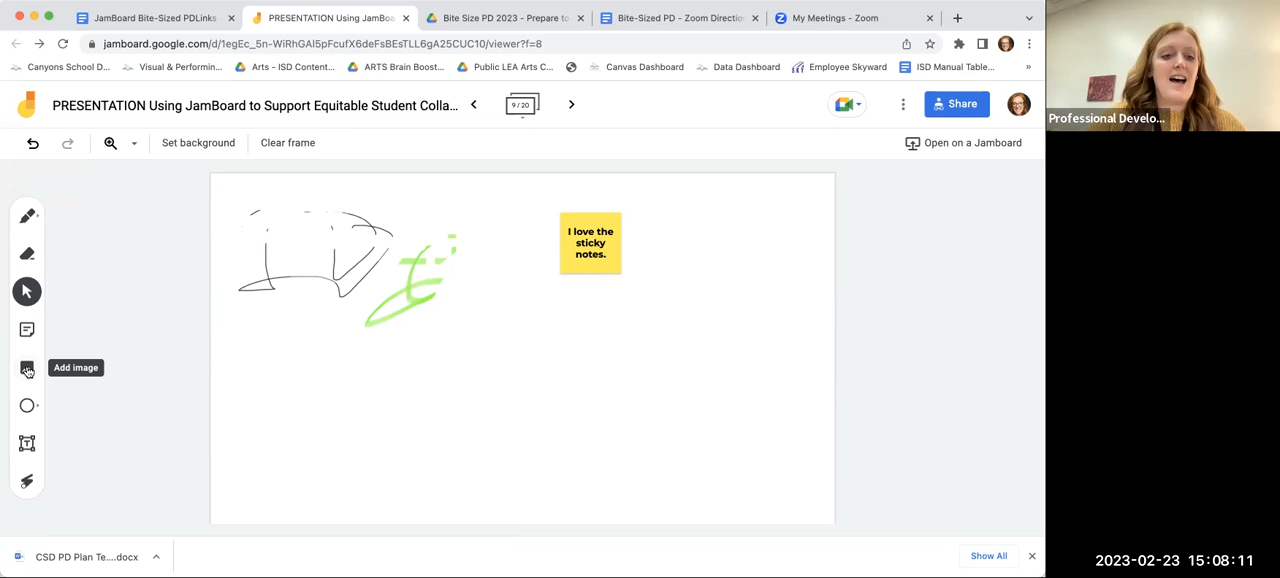 JamBoard Bite-Sized PDLinks
PRESENTATION Using JamBoa
Bite Size PD 2023 - Prepare to
Bite-Sized PD - Zoom Directio
My Meetings - Zoom
jamboard.google.com/d/1egEc_5n-WiRhGAl5pFcufX6deFsBEsTLL6gA25CUC10/viewer?f=8
Canyons School D...
Visual & Performin...
Arts - ISD Content...
ARTS Brain Boost...
Public LEA Arts C...
Canvas Dashboard
Data Dashboard
Employee Skyward
ISD Manual Table...
»
PRESENTATION Using JamBoard to Support Equitable Student Colla...
9 / 20
Share
Set background
Clear frame
Open on a Jamboard
I love the
sticky
notes.
Add image
CSD PD Plan Te....docx
Show All
Professional Develo...
2023-02-23 15:08:11